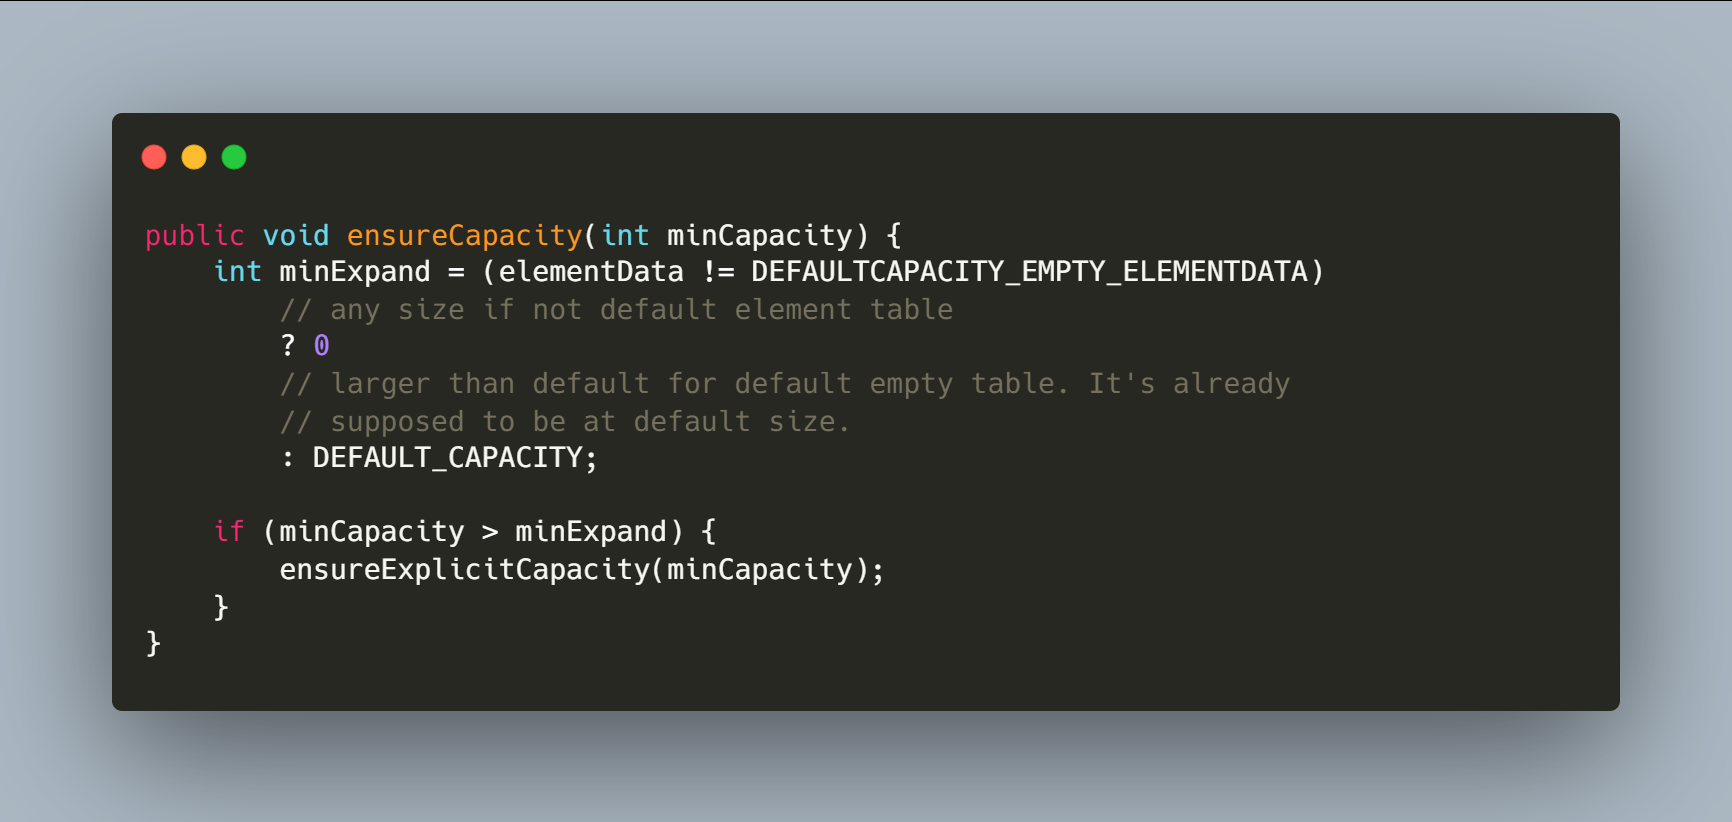 public void ensureCapacity(int minCapacity) {
    int minExpand = (elementData != DEFAULTCAPACITY_EMPTY_ELEMENTDATA)
        // any size if not default element table
        ? 0
        // larger than default for default empty table. It's already
        // supposed to be at default size.
        : DEFAULT_CAPACITY;

    if (minCapacity > minExpand) {
        ensureExplicitCapacity(minCapacity);
    }
}